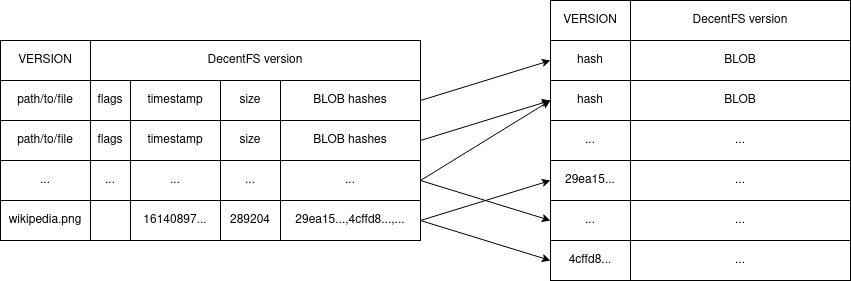 VERSION DecentFS version
VERSION DecentFS version
path/to/file flags timestamp size BLOB hashes
path/to/file flags timestamp size BLOB hashes
... ... ... ... ...
wikipedia.png 16140897... 289204 29ea15...,4cffd8...,...
hash BLOB
hash BLOB
... ...
29ea15... ...
... ...
4cffd8... ...